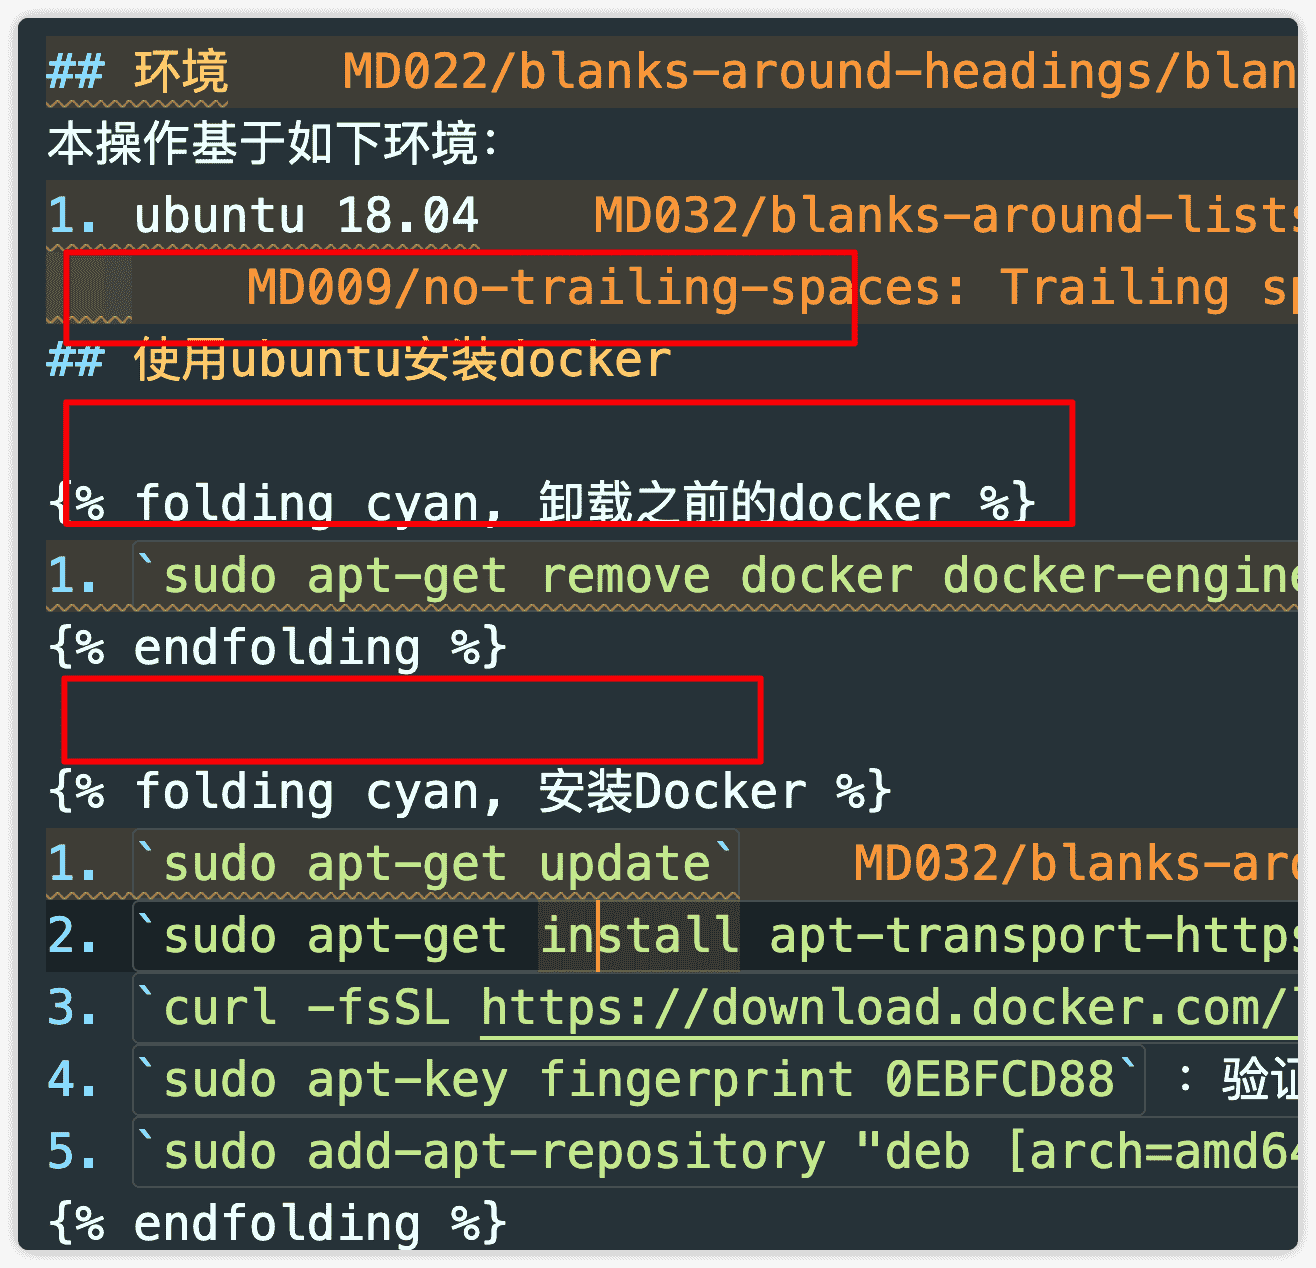 ## 环境 MD022/blanks-around-headings/blan
本操作基于如下环境：
1. ubuntu 18.04 MD032/blanks-around-lists
MD009/no-trailing-spaces: Trailing sp
## 使用ubuntu安装docker
{% folding cyan, 卸载之前的docker %}
1. `sudo apt-get remove docker docker-engine
{% endfolding %}
{% folding cyan, 安装Docker %}
1. `sudo apt-get update` MD032/blanks-aro
2. `sudo apt-get install apt-transport-https
3. `curl -fsSL https://download.docker.com/l
4. `sudo apt-key fingerprint 0EBFCD88` ：验证
5. `sudo add-apt-repository "deb [arch=amd64
{% endfolding %}